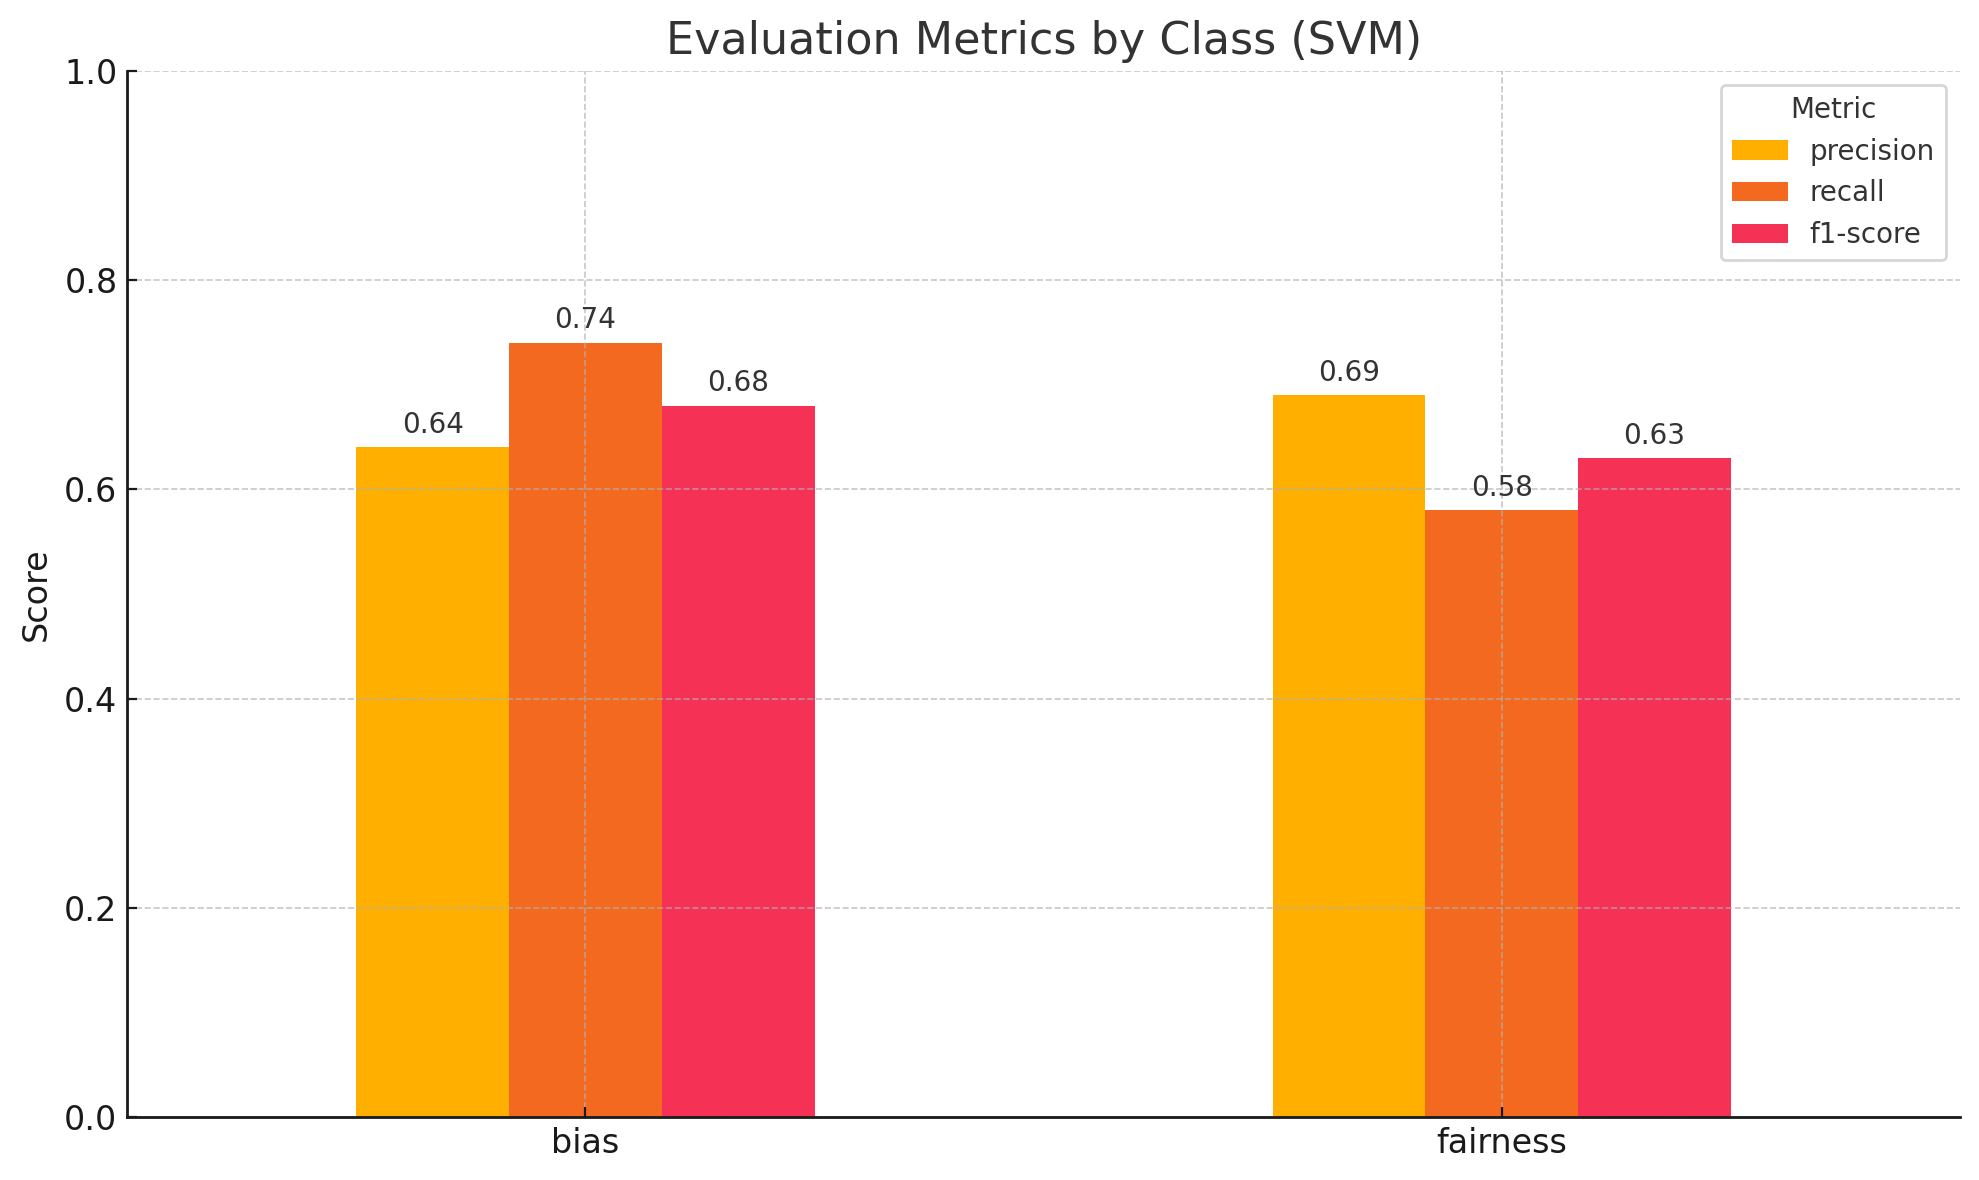 Evaluation Metrics by Class (SVM)
Metric
precision
recall
f1-score
1.0
0.8
0.6
0.4
0.2
0.0
Score
0.64
0.74
0.68
0.69
0.58
0.63
bias
fairness